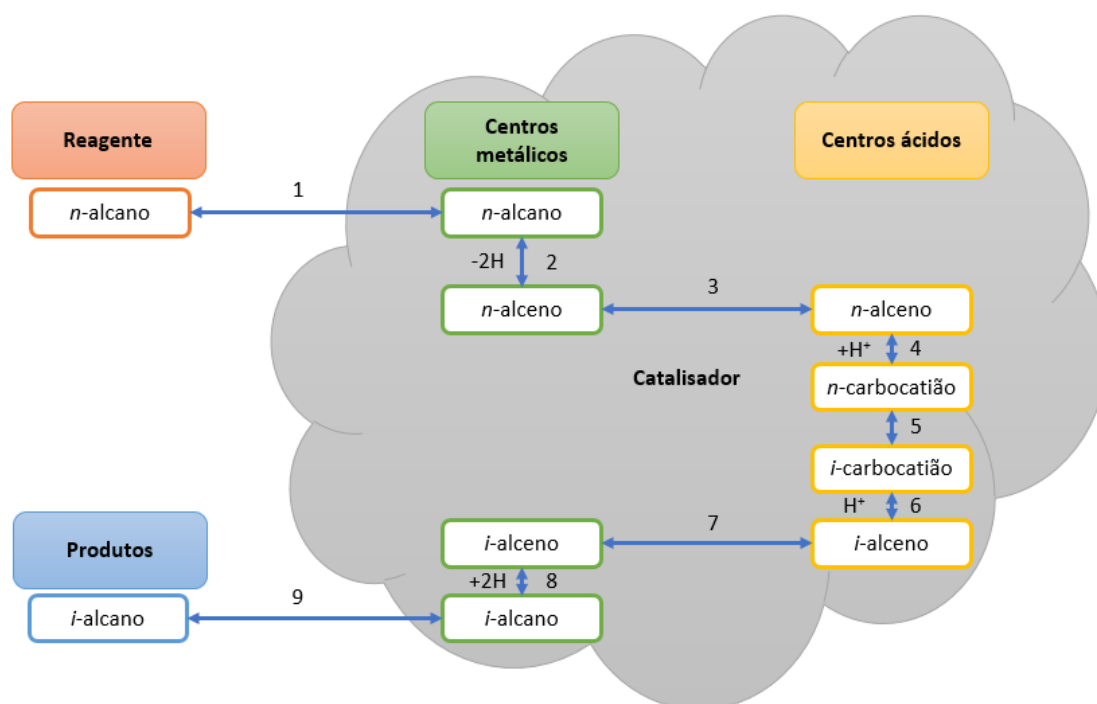 Reagente
Centros
metálicos
Centros ácidos
n-alcano
1
n-alcano
-2H
2
n-alceno
3
n-alceno
+H⁺
4
Catalisador
n-carbocatião
5
i-carbocatião
H⁺
6
Produtos
i-alceno
7
i-alceno
+2H
8
i-alcano
9
i-alcano